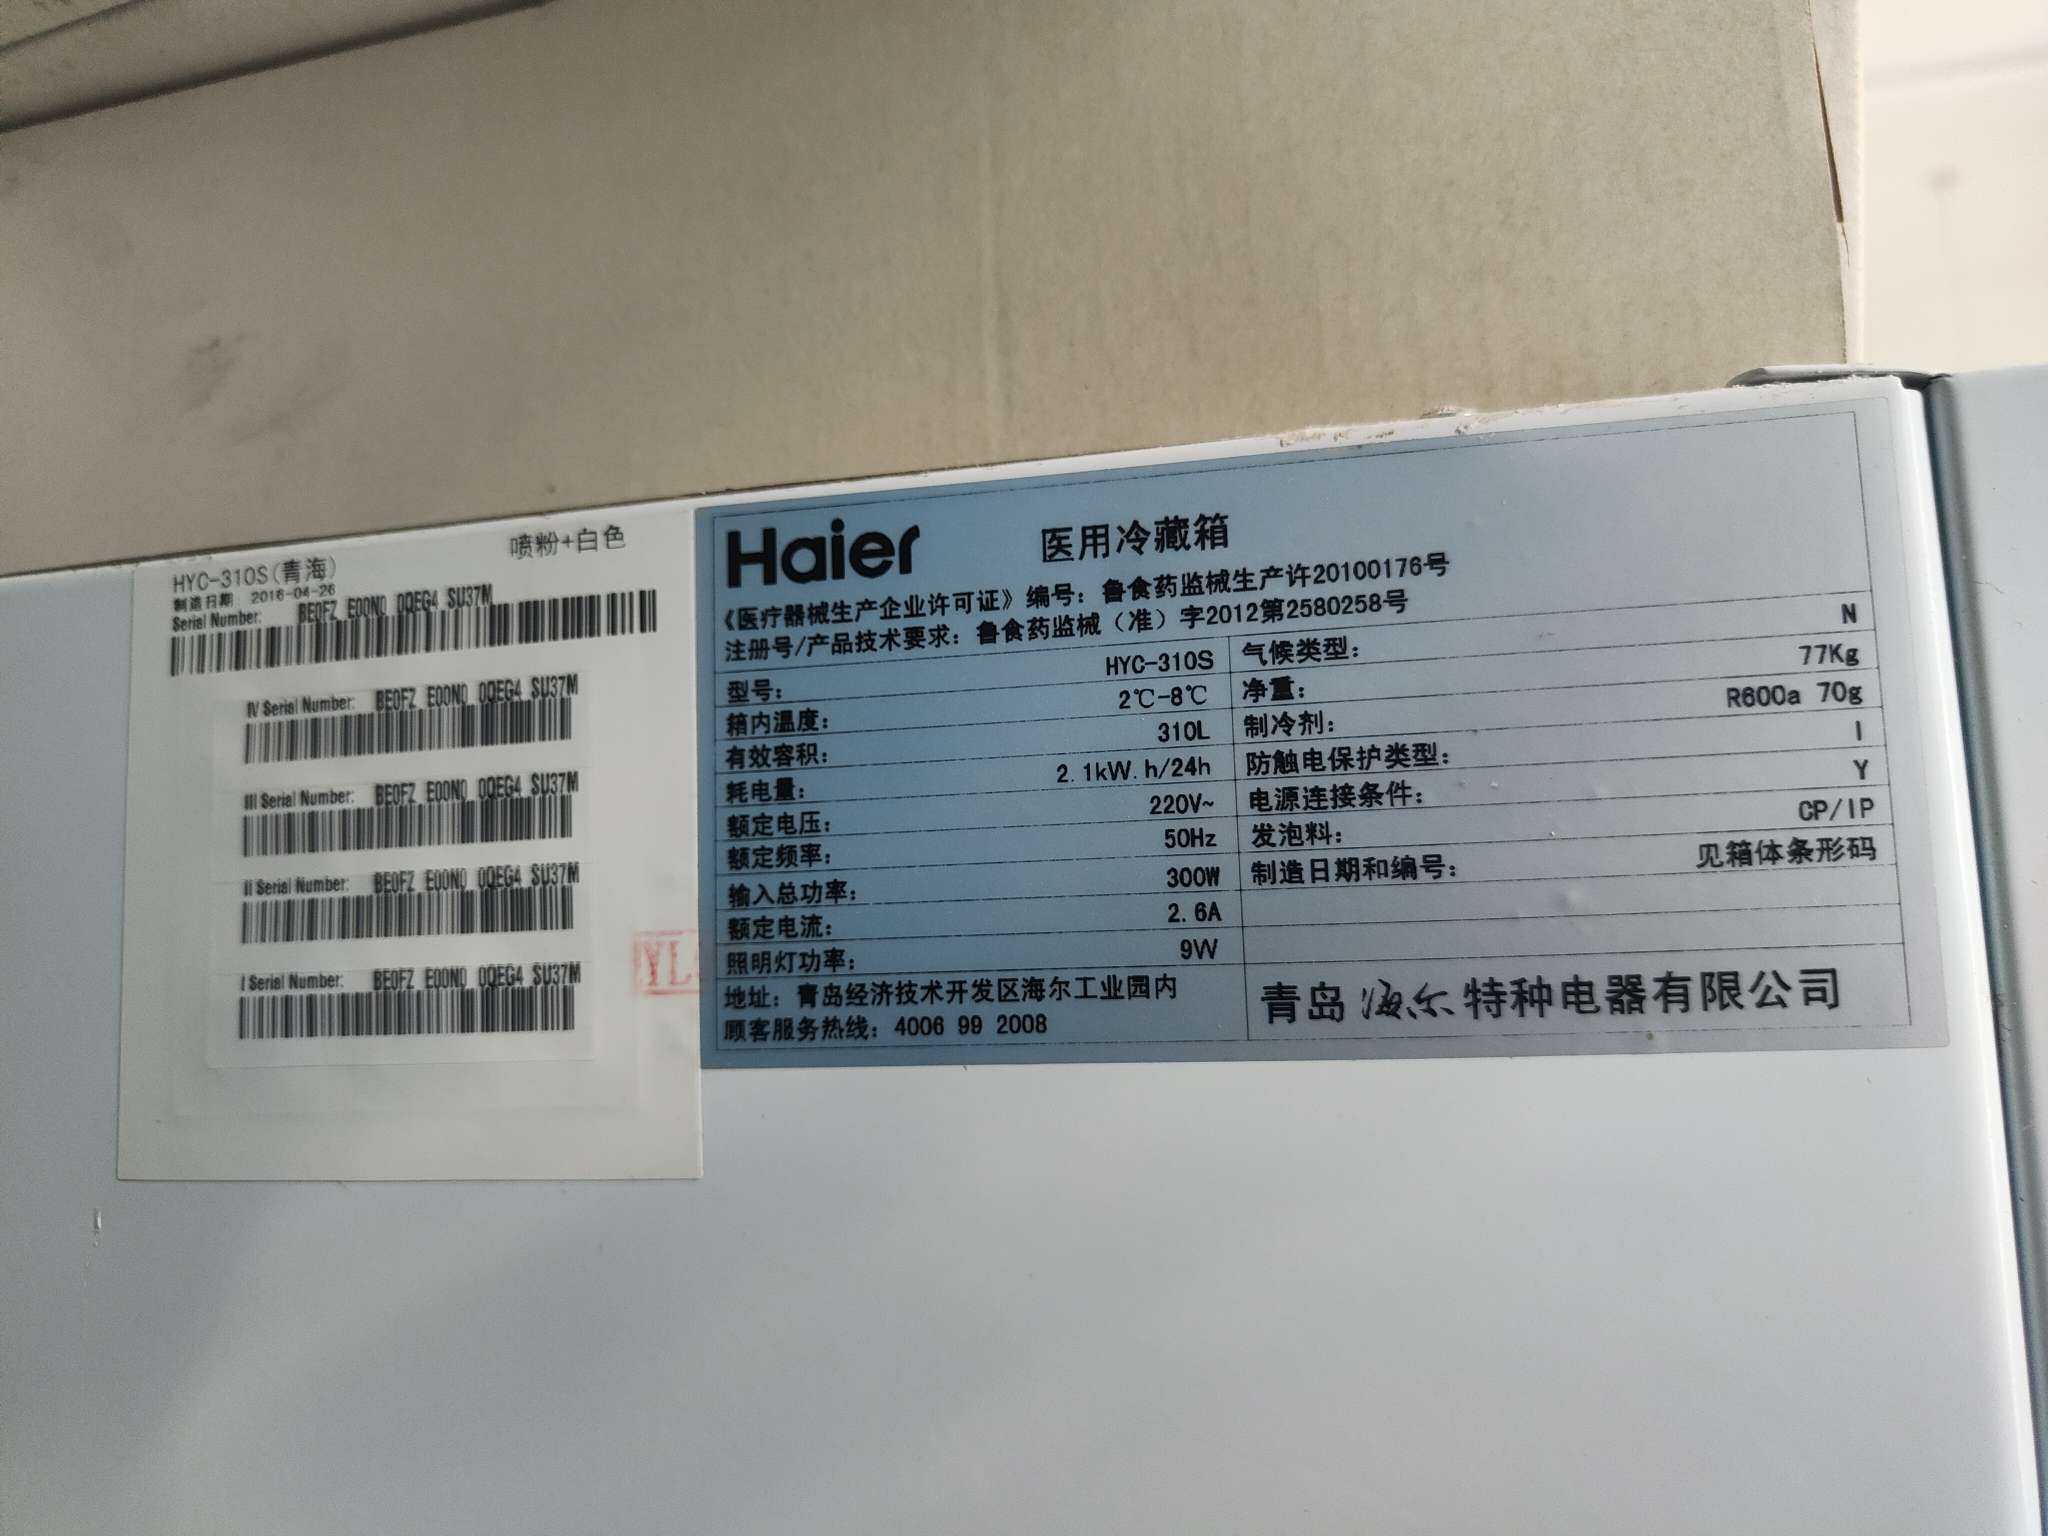 HYC-310S(青海)
喷粉+白色
制造日期: 2016-04-26
Serial Number: BE0FZ E00N0 0QEG4 SU37M
IV Serial Number: BE0FZ E00N0 0QEG4 SU37M
III Serial Number: BE0FZ E00N0 0QEG4 SU37M
II Serial Number: BE0FZ E00N0 0QEG4 SU37M
I Serial Number: BE0FZ E00N0 0QEG4 SU37M
YL
Haier 医用冷藏箱
《医疗器械生产企业许可证》编号: 鲁食药监械生产许20100176号
注册号/产品技术要求: 鲁食药监械（准）字2012第2580258号
型号: HYC-310S
箱内温度: 2℃-8℃
有效容积: 310L
耗电量: 2.1kW.h/24h
额定电压: 220V~
额定频率: 50Hz
输入总功率: 300W
额定电流: 2.6A
照明灯功率: 9W
地址: 青岛经济技术开发区海尔工业园内
顾客服务热线: 4006 99 2008
气候类型: N
净重: 77Kg
制冷剂: R600a 70g
防触电保护类型: I
电源连接条件: Y
发泡料: CP/IP
制造日期和编号: 见箱体条形码
青岛海尔特种电器有限公司